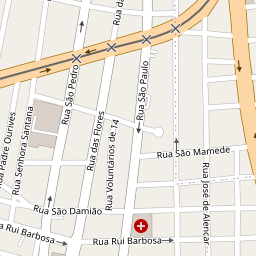 Rua da
Rua São Pedro
Rua São Paulo
Rua Senhora Santana
Rua das Flores
Rua Voluntários de 14
Padre Ourives
Rua São Mamede
Rua José de Alencar
Rua São Damião
Rua Rui Barbosa
Rua Rui Barbosa